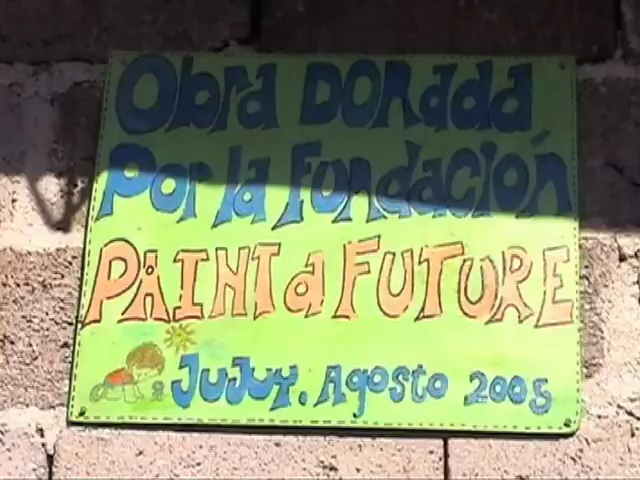 Obra Donada
Por la Fundación
PAINT a FUTURE
JUJUY. Agosto 2005